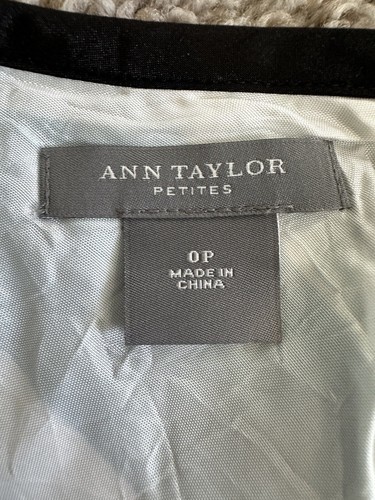 ANN TAYLOR
PETITES
0P
MADE IN
CHINA